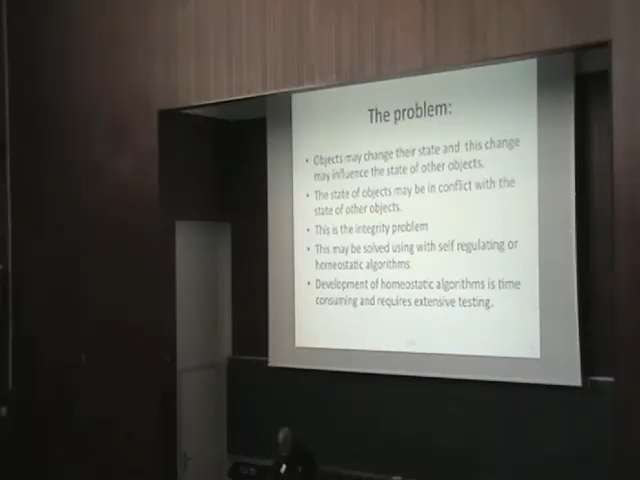 The problem:
• Objects may change their state and this change
may influence the state of other objects.
• The state of objects may be in conflict with the
state of other objects.
• This is the integrity problem
• This may be solved using with self regulating or
homeostatic algorithms.
• Development of homeostatic algorithms is time
consuming and requires extensive testing.